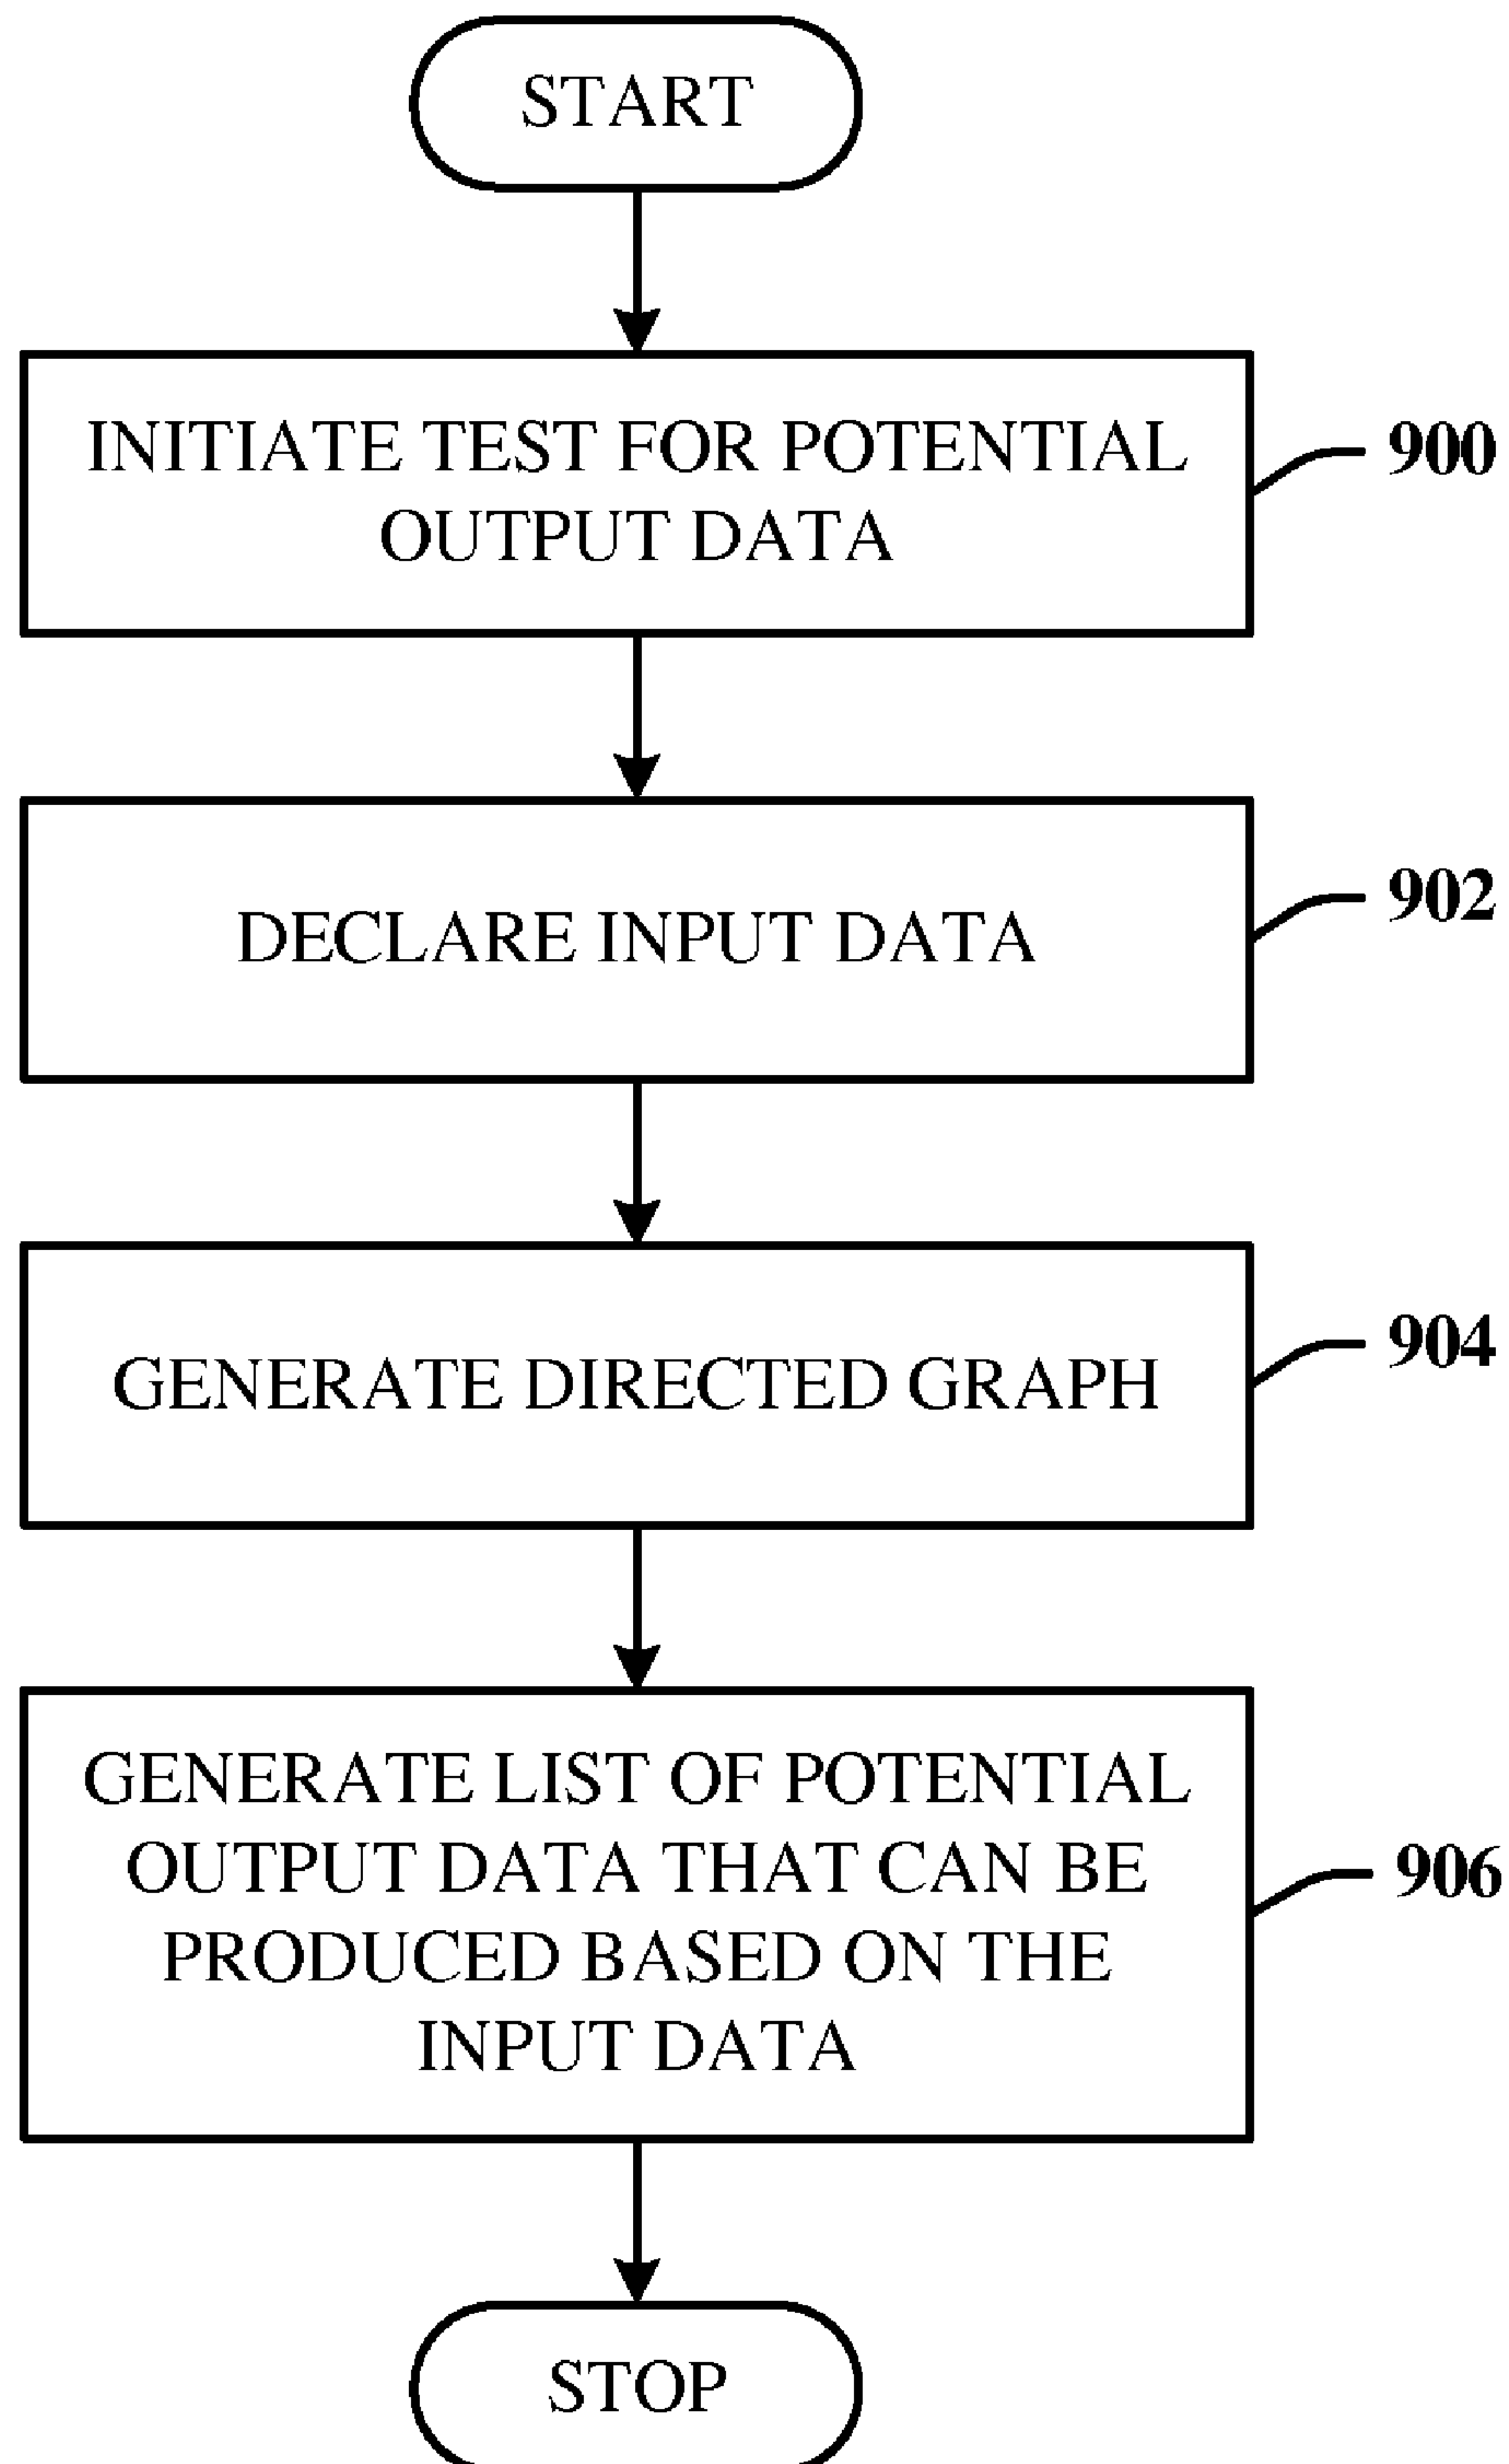 START
INITIATE TEST FOR POTENTIAL
OUTPUT DATA
900
DECLARE INPUT DATA
902
GENERATE DIRECTED GRAPH
904
GENERATE LIST OF POTENTIAL
OUTPUT DATA THAT CAN BE
PRODUCED BASED ON THE
INPUT DATA
906
STOP